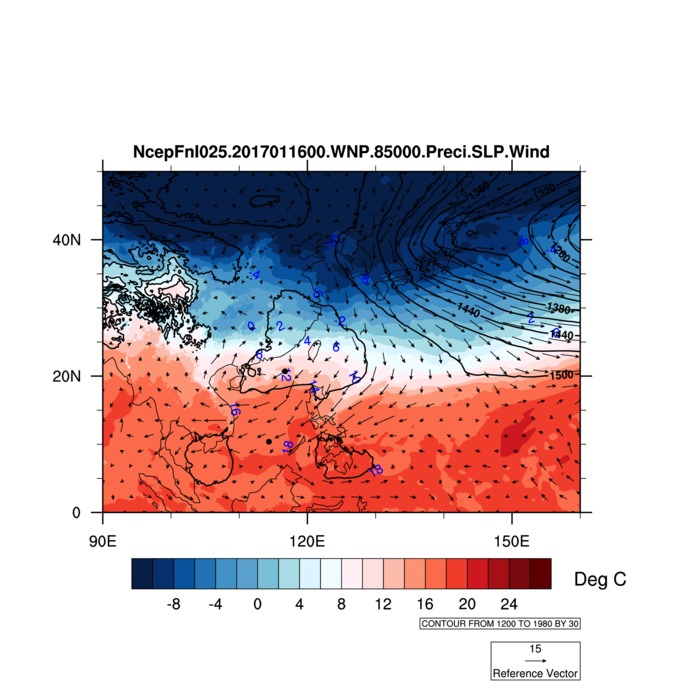 NcepFnl025.2017011600.WNP.85000.Preci.SLP.Wind
1380
1320
40N
1260
1380
1440
1440
1500
20N
0
90E
120E
150E
-8 -4 0 4 8 12 16 20 24
Deg C
CONTOUR FROM 1200 TO 1980 BY 30
15
Reference Vector